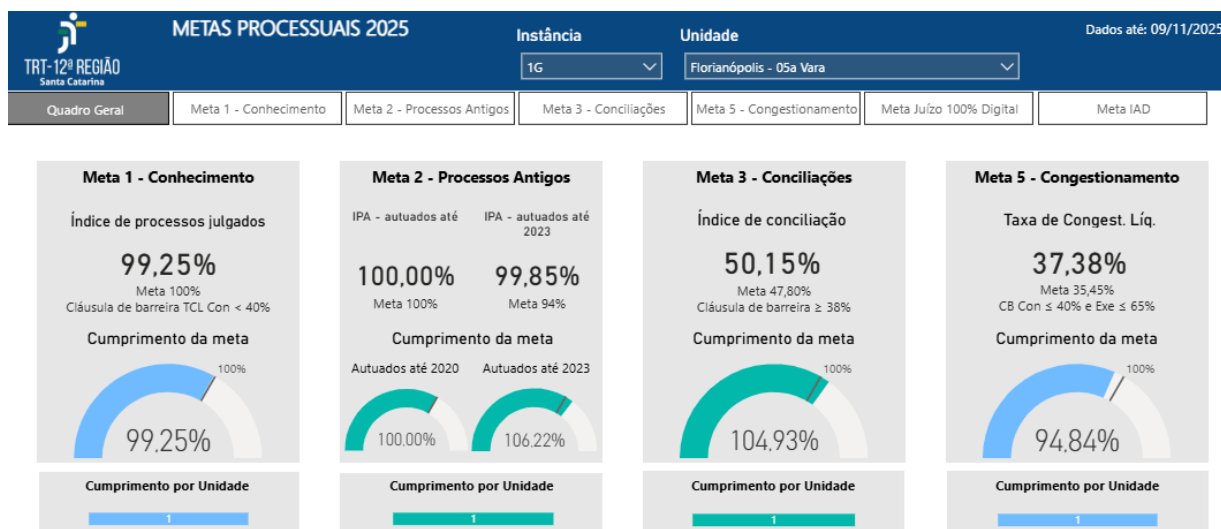 METAS PROCESSUAIS 2025
Instância
Unidade
Dados até: 09/11/2025
TRT-12ª REGIÃO
Santa Catarina
1G
Florianópolis - 05a Vara
Quadro Geral
Meta 1 - Conhecimento
Meta 2 - Processos Antigos
Meta 3 - Conciliações
Meta 5 - Congestionamento
Meta Juízo 100% Digital
Meta IAD
Meta 1 - Conhecimento
Índice de processos julgados
99,25%
Meta 100%
Cláusula de barreira TCL Con < 40%
Cumprimento da meta
100%
99,25%
Cumprimento por Unidade
1
Meta 2 - Processos Antigos
IPA - autuados até
100,00%
Meta 100%
IPA - autuados até
2023
99,85%
Meta 94%
Cumprimento da meta
Autuados até 2020
100,00%
Autuados até 2023
106,22%
Cumprimento por Unidade
1
Meta 3 - Conciliações
Índice de conciliação
50,15%
Meta 47,80%
Cláusula de barreira ≥ 38%
Cumprimento da meta
100%
104,93%
Cumprimento por Unidade
1
Meta 5 - Congestionamento
Taxa de Congest. Líq.
37,38%
Meta 35,45%
CB Con ≤ 40% e Exe ≤ 65%
Cumprimento da meta
100%
94,84%
Cumprimento por Unidade
1